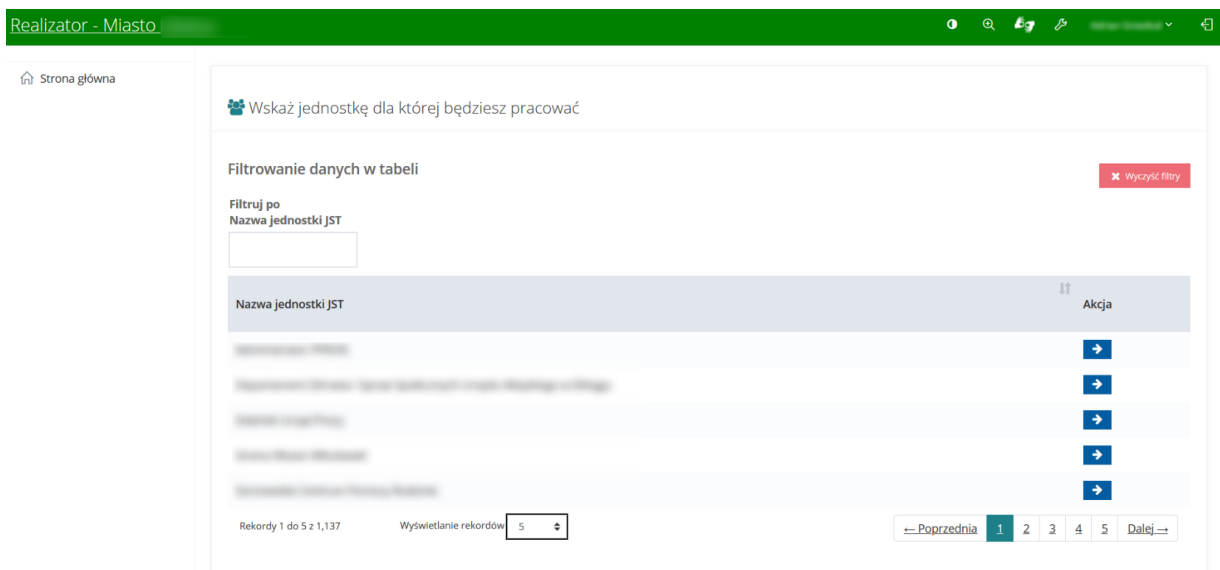 Realizator - Miasto
Strona główna
Wskaż jednostkę dla której będziesz pracować
Filtrowanie danych w tabeli
Wyczyść filtry
Filtruj po
Nazwa jednostki JST
Nazwa jednostki JST
Akcja
Rekordy 1 do 5 z 1,137 Wyświetlanie rekordów 5 ← Poprzednia 1 2 3 4 5 Dalej →